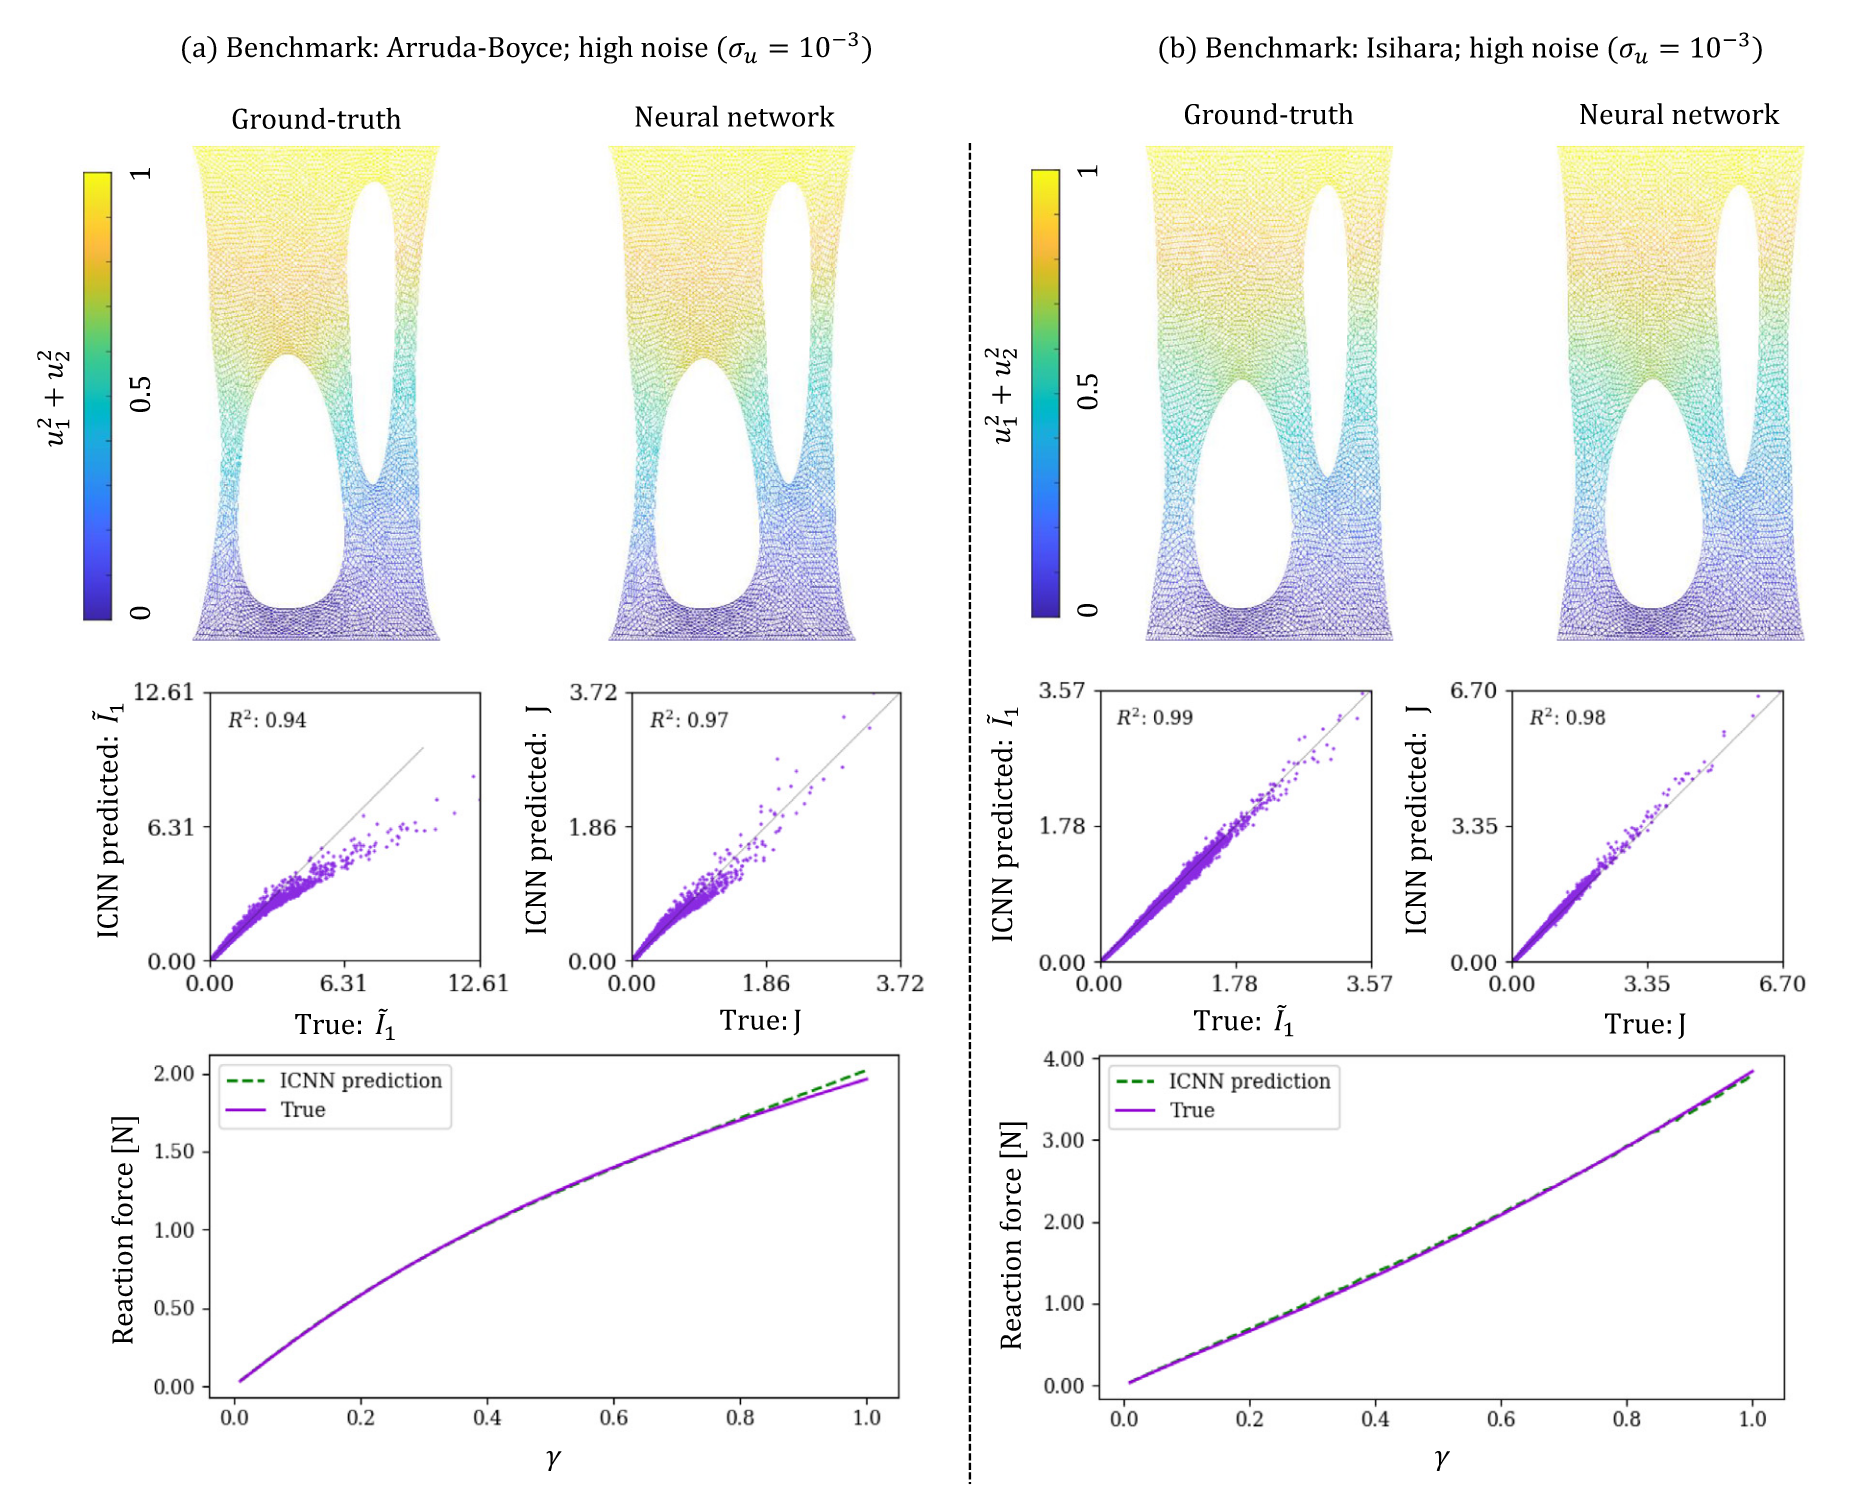 (a) Benchmark: Arruda-Boyce; high noise (σ_u = 10⁻³)
Ground-truth
Neural network
1
0.5
0
u₁² + u₂²
12.61
6.31
0.00
R²: 0.94
ICNN predicted: Ĩ₁
0.00 6.31 12.61
True: Ĩ₁
3.72
1.86
0.00
R²: 0.97
ICNN predicted: J
0.00 1.86 3.72
True: J
2.00
1.50
1.00
0.50
0.00
ICNN prediction
True
Reaction force [N]
0.0 0.2 0.4 0.6 0.8 1.0
γ
(b) Benchmark: Isihara; high noise (σ_u = 10⁻³)
Ground-truth
Neural network
1
0.5
0
u₁² + u₂²
3.57
1.78
0.00
R²: 0.99
ICNN predicted: Ĩ₁
0.00 1.78 3.57
True: Ĩ₁
6.70
3.35
0.00
R²: 0.98
ICNN predicted: J
0.00 3.35 6.70
True: J
4.00
3.00
2.00
1.00
0.00
ICNN prediction
True
Reaction force [N]
0.0 0.2 0.4 0.6 0.8 1.0
γ